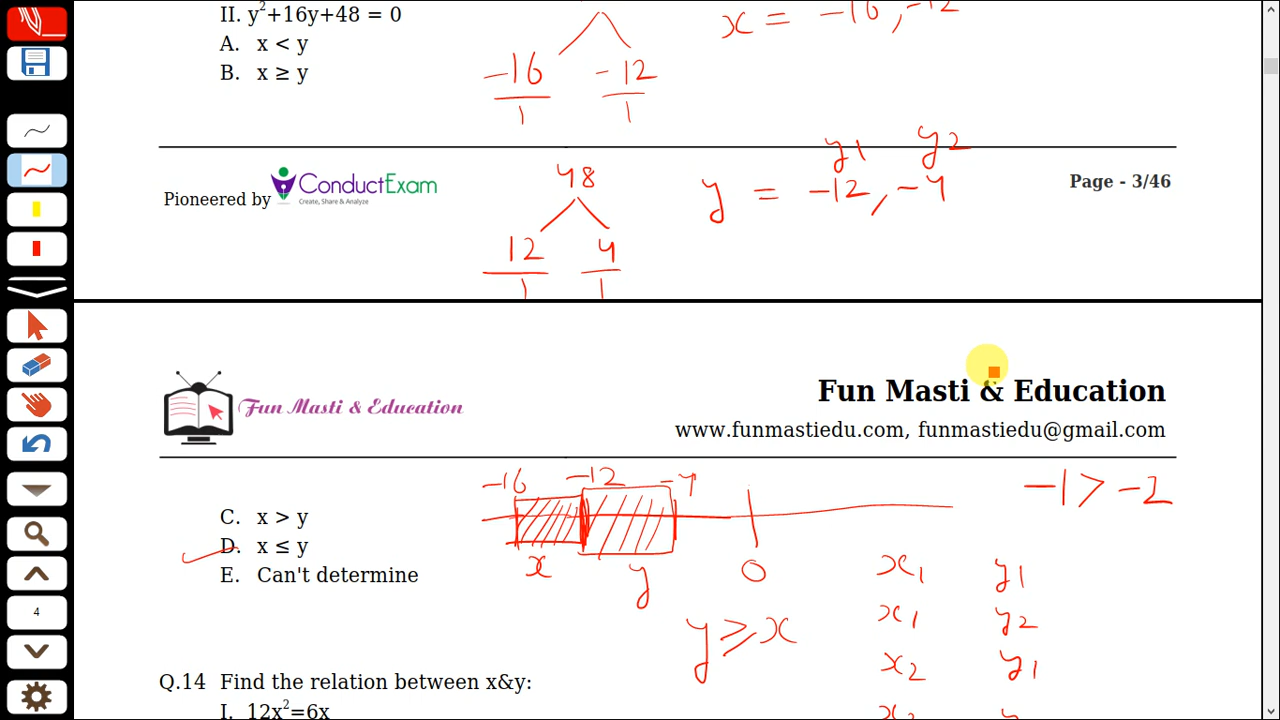 II. y²+16y+48 = 0
A. x < y
B. x ≥ y
-16 -12
1 1
x = -16, -12
Pioneered by ConductExam
Create, Share & Analyze
48
12 4
1 1
y1 y2
y = -12, -4
Page - 3/46
Fun Masti & Education
Fun Masti & Education
www.funmastiedu.com, funmastiedu@gmail.com
-16 -12 -4
-1 > -2
C. x > y
D. x ≤ y
E. Can't determine
x y 0
y ≥ x
x1 y1
x1 y2
x2 y1
4
Q.14 Find the relation between x&y:
I. 12x²=6x